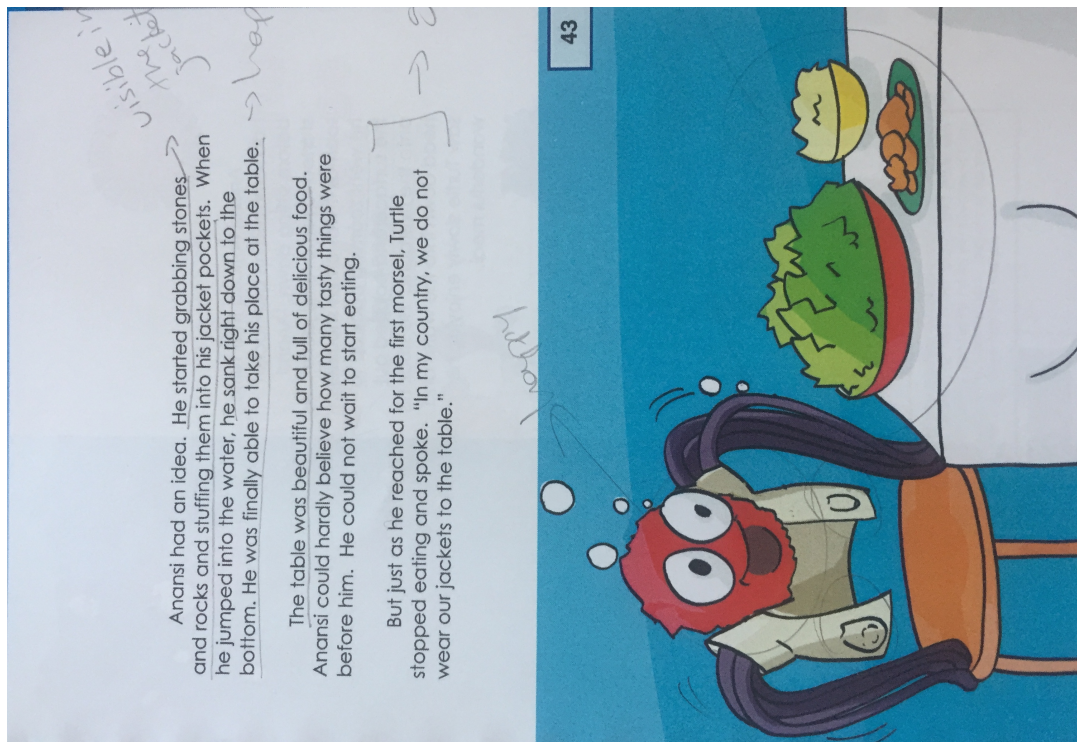 visible in
the
jacket
Anansi had an idea. He started grabbing stones
and rocks and stuffing them into his jacket pockets. When
he jumped into the water, he sank right down to the
bottom. He was finally able to take his place at the table.
The table was beautiful and full of delicious food.
Anansi could hardly believe how many tasty things were
before him. He could not wait to start eating.
But just as he reached for the first morsel, Turtle
stopped eating and spoke. “In my country, we do not
wear our jackets to the table.”
happy
43